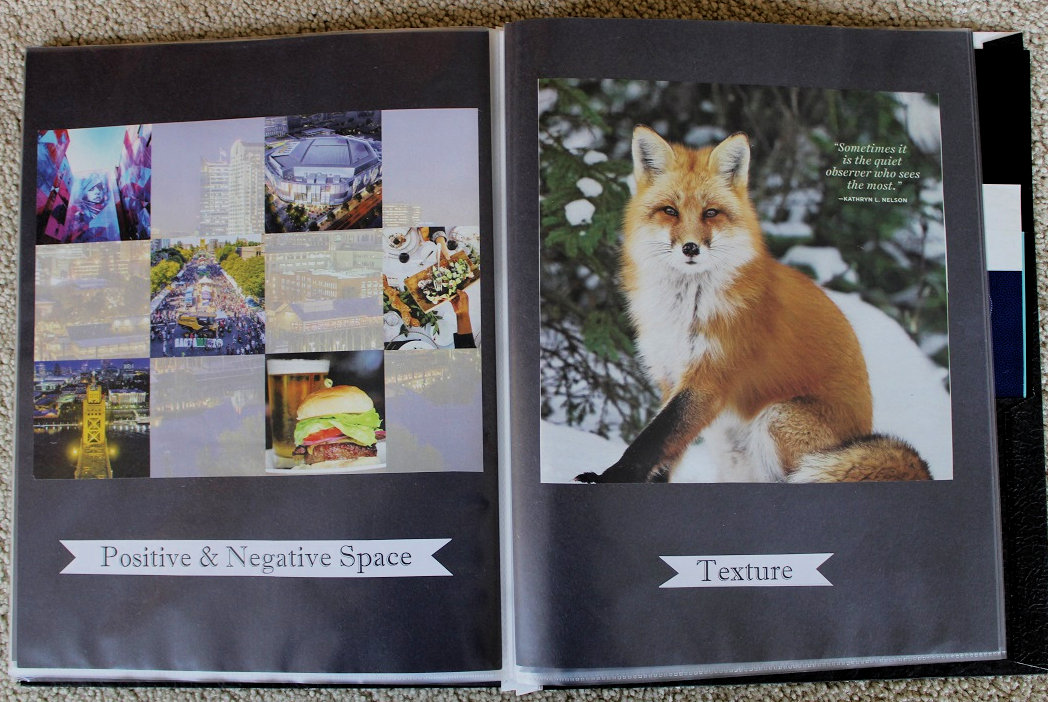 Positive & Negative Space
“Sometimes it
is the quiet
observer who sees
the most.”
—KATHRYN L. NELSON
Texture